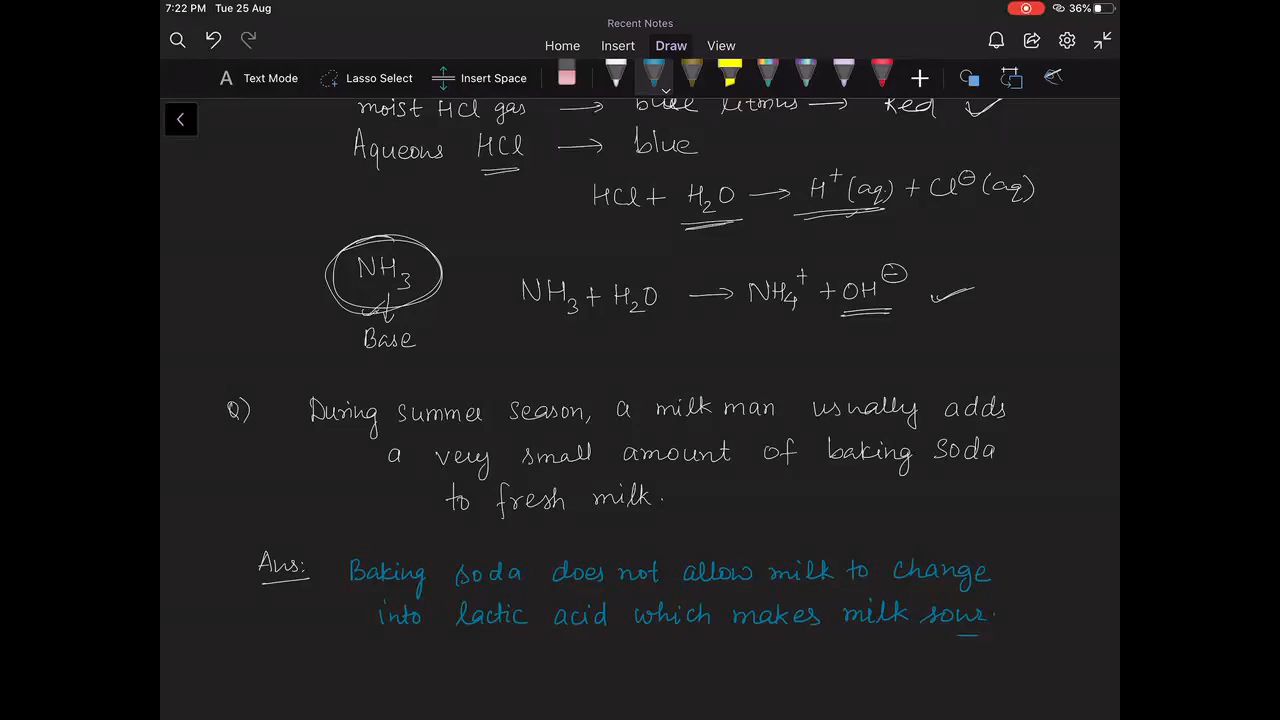 7:22 PM Tue 25 Aug
36%
Recent Notes
Home Insert Draw View
A Text Mode Lasso Select Insert Space
moist HCl gas → blue litmus → Red ✓
Aqueous HCl → blue
HCl + H₂O → H⁺(aq) + Cl⊖(aq)
NH₃
NH₃ + H₂O → NH₄⁺ + OH⊖ ✓
Base
Q) During summer season, a milk man usually adds
a very small amount of baking soda
to fresh milk.
Ans: Baking soda does not allow milk to change
into lactic acid which makes milk sour.